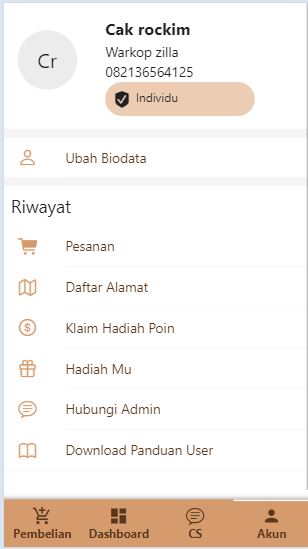 Cr
Cak rockim
Warkop zilla
082136564125
Individu
Ubah Biodata
Riwayat
Pesanan
Daftar Alamat
Klaim Hadiah Poin
Hadiah Mu
Hubungi Admin
Download Panduan User
Pembelian
Dashboard
CS
Akun